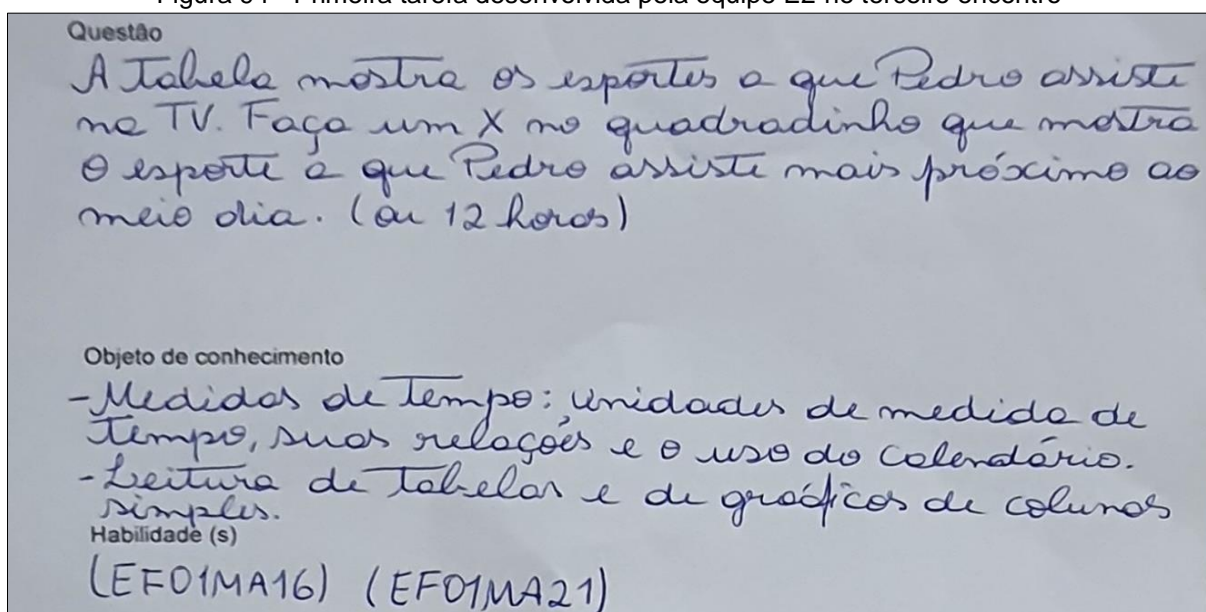 Figura 34 - Primeira tarefa desenvolvida pela equipe E2 no terceiro encontro
Questão
A Tabela mostra os esportes a que Pedro assiste
na TV. Faça um X no quadradinho que mostra
o esporte a que Pedro assiste mais próximo ao
meio dia. (ou 12 horas)
Objeto de conhecimento
- Medidas de Tempo: unidades de medida de
Tempo, suas relações e o uso do calendário.
- Leitura de Tabelas e de gráficos de colunas
simples.
Habilidade (s)
(EF01MA16) (EF01MA21)